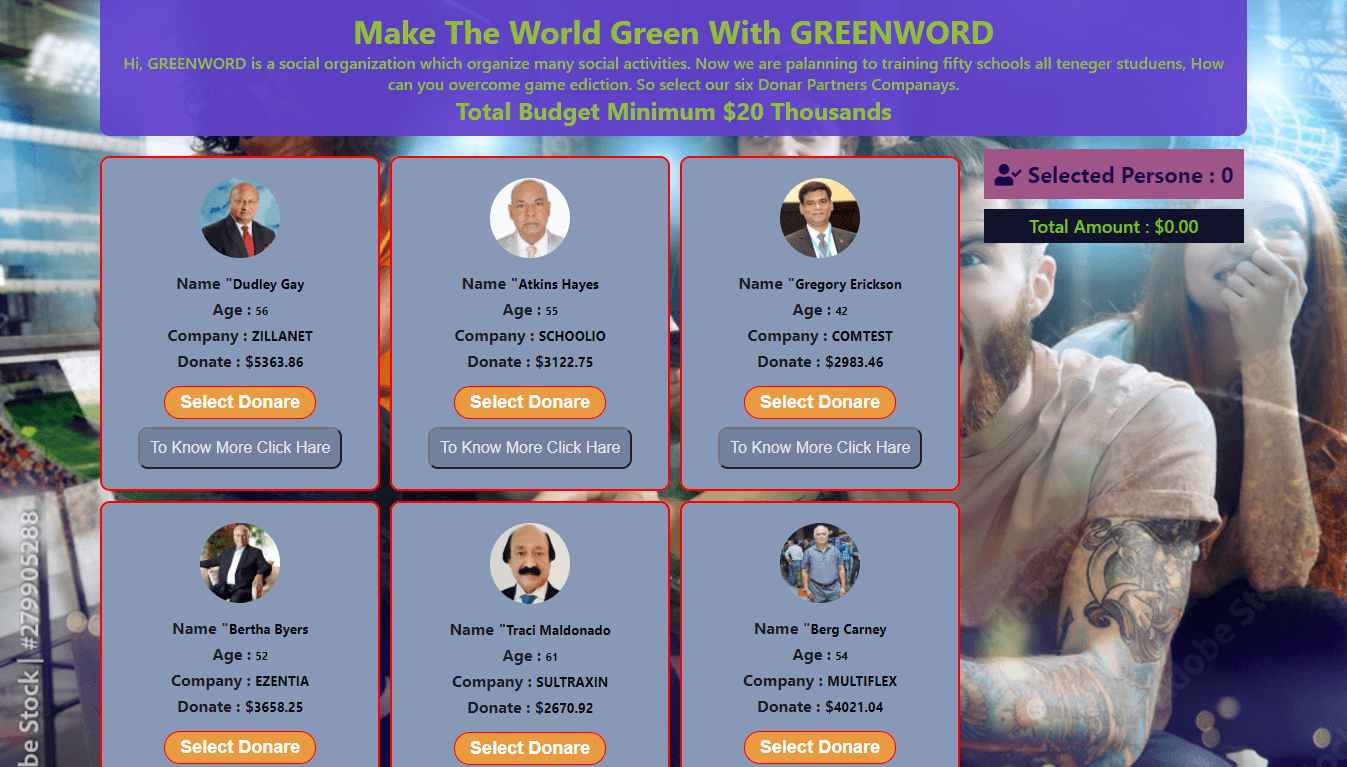 Make The World Green With GREENWORD
Hi, GREENWORD is a social organization which organize many social activities. Now we are palanning to training fifty schools all teneger studuens, How
can you overcome game ediction. So select our six Donar Partners Companays.
Total Budget Minimum $20 Thousands
Selected Persone : 0
Total Amount : $0.00
Name "Dudley Gay
Age : 56
Company : ZILLANET
Donate : $5363.86
Select Donare
To Know More Click Hare
Name "Atkins Hayes
Age : 55
Company : SCHOOLIO
Donate : $3122.75
Select Donare
To Know More Click Hare
Name "Gregory Erickson
Age : 42
Company : COMTEST
Donate : $2983.46
Select Donare
To Know More Click Hare
Name "Bertha Byers
Age : 52
Company : EZENTIA
Donate : $3658.25
Select Donare
Name "Traci Maldonado
Age : 61
Company : SULTRAXIN
Donate : $2670.92
Select Donare
Name "Berg Carney
Age : 54
Company : MULTIFLEX
Donate : $4021.04
Select Donare
be Stock | #279905288